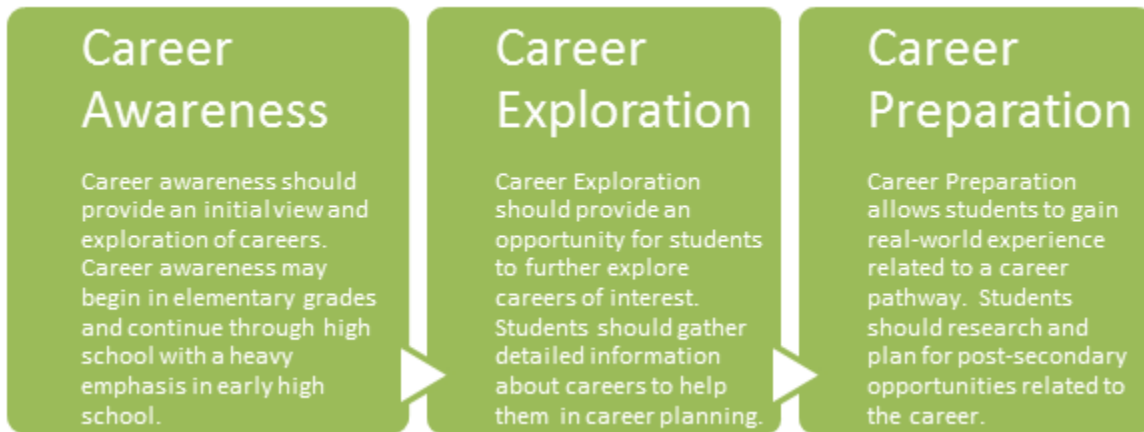 Career
Awareness
Career awareness should
provide an initial view and
exploration of careers.
Career awareness may
begin in elementary grades
and continue through high
school with a heavy
emphasis in early high
school.
Career
Exploration
Career Exploration
should provide an
opportunity for students
to further explore
careers of interest.
Students should gather
detailed information
about careers to help
them in career planning.
Career
Preparation
Career Preparation
allows students to gain
real-world experience
related to a career
pathway.  Students
should research and
plan for post-secondary
opportunities related to
the career.